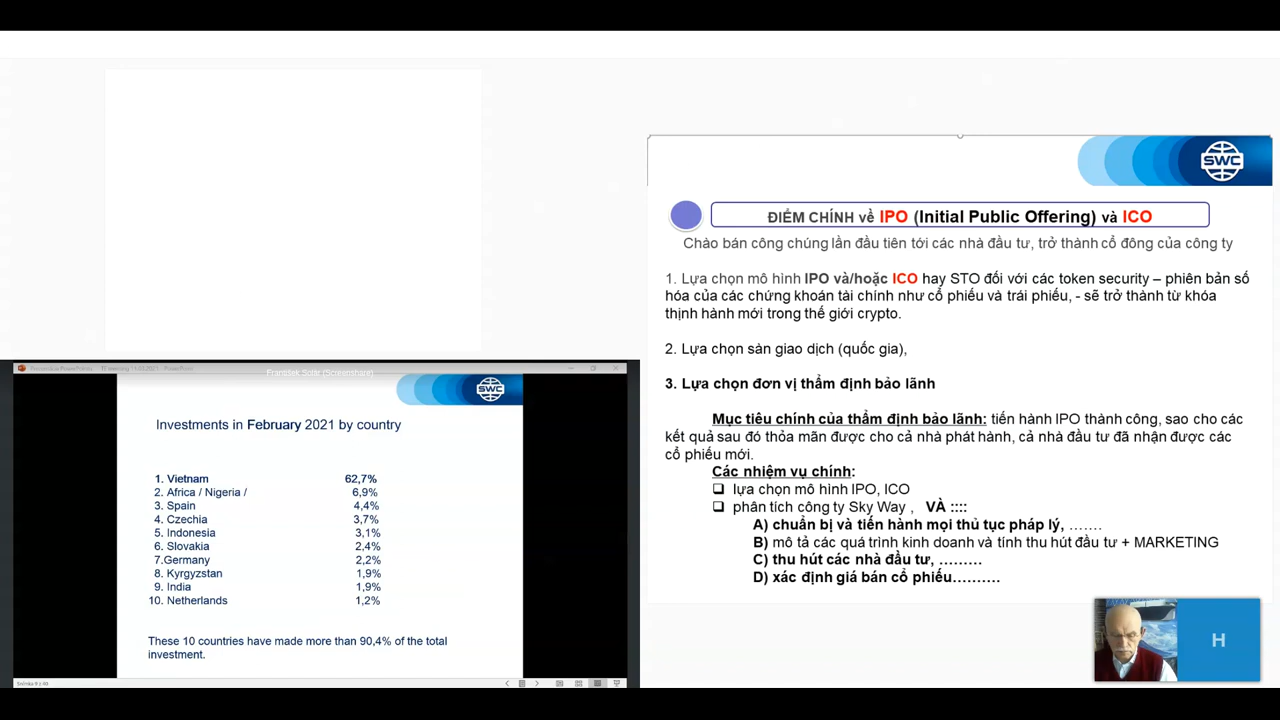 František Solár (Screenshare)
SWC
Investments in February 2021 by country
1. Vietnam 62,7%
2. Africa / Nigeria / 6,9%
3. Spain 4,4%
4. Czechia 3,7%
5. Indonesia 3,1%
6. Slovakia 2,4%
7.Germany 2,2%
8. Kyrgyzstan 1,9%
9. India 1,9%
10. Netherlands 1,2%
These 10 countries have made more than 90,4% of the total
investment.
SWC
ĐIỂM CHÍNH về IPO (Initial Public Offering) và ICO
Chào bán công chúng lần đầu tiên tới các nhà đầu tư, trở thành cổ đông của công ty
1. Lựa chọn mô hình IPO và/hoặc ICO hay STO đối với các token security – phiên bản số
hóa của các chứng khoán tài chính như cổ phiếu và trái phiếu, - sẽ trở thành từ khóa
thịnh hành mới trong thế giới crypto.
2. Lựa chọn sàn giao dịch (quốc gia),
3. Lựa chọn đơn vị thẩm định bảo lãnh
Mục tiêu chính của thẩm định bảo lãnh: tiến hành IPO thành công, sao cho các
kết quả sau đó thỏa mãn được cho cả nhà phát hành, cả nhà đầu tư đã nhận được các
cổ phiếu mới.
Các nhiệm vụ chính:
❑ lựa chọn mô hình IPO, ICO
❑ phân tích công ty Sky Way , VÀ ::::
A) chuẩn bị và tiến hành mọi thủ tục pháp lý, …….
B) mô tả các quá trình kinh doanh và tính thu hút đầu tư + MARKETING
C) thu hút các nhà đầu tư, ………
D) xác định giá bán cổ phiếu……….
H